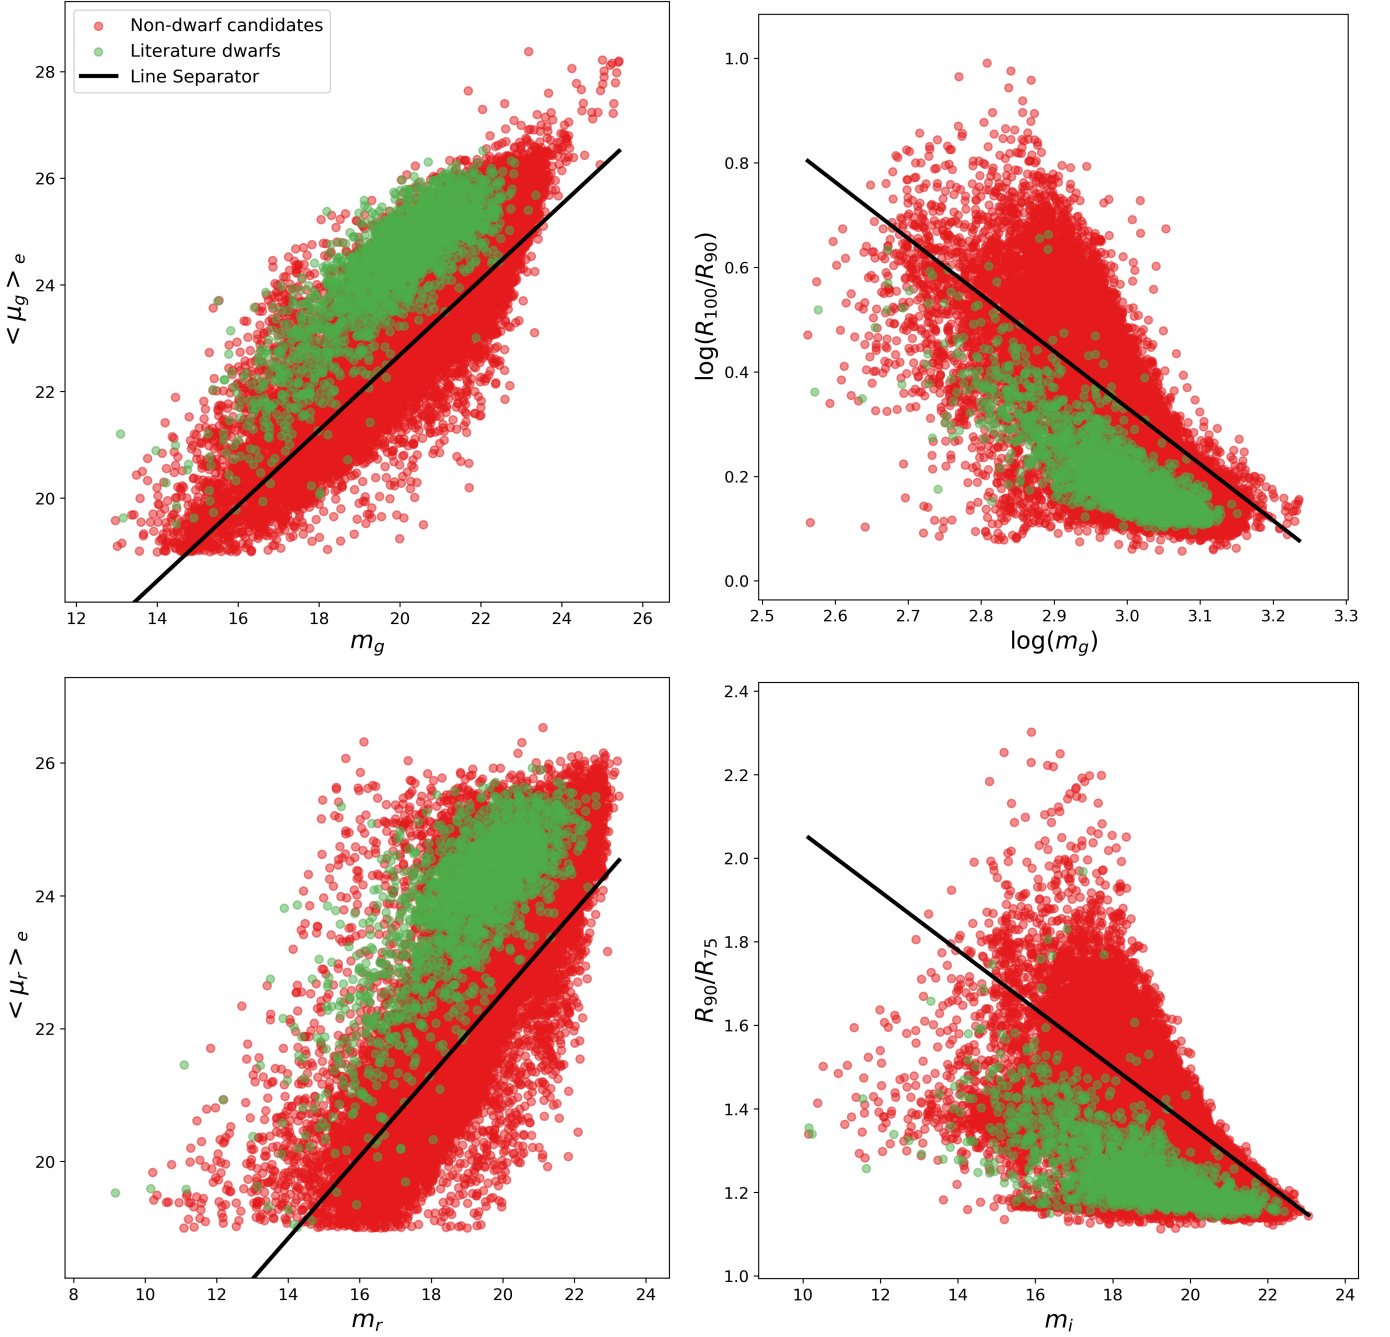 Non-dwarf candidates
Literature dwarfs
Line Separator
28
26
24
22
20
< μg > e
12 14 16 18 20 22 24 26
mg
1.0
0.8
0.6
0.4
0.2
0.0
log(R100/R90)
2.5 2.6 2.7 2.8 2.9 3.0 3.1 3.2 3.3
log(mg)
26
24
22
20
< μr > e
8 10 12 14 16 18 20 22 24
mr
2.4
2.2
2.0
1.8
1.6
1.4
1.2
1.0
R90/R75
10 12 14 16 18 20 22 24
mi